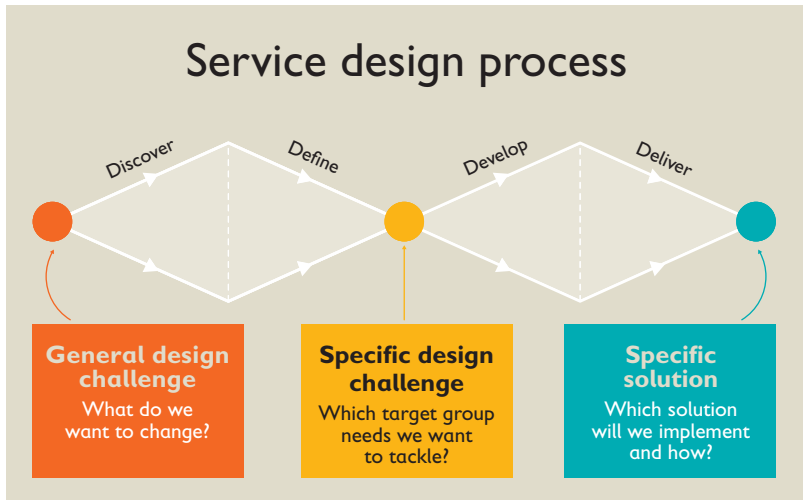 Service design process
Discover
Define
Develop
Deliver
General design
challenge
What do we
want to change?
Specific design
challenge
Which target group
needs we want
to tackle?
Specific
solution
Which solution
will we implement
and how?